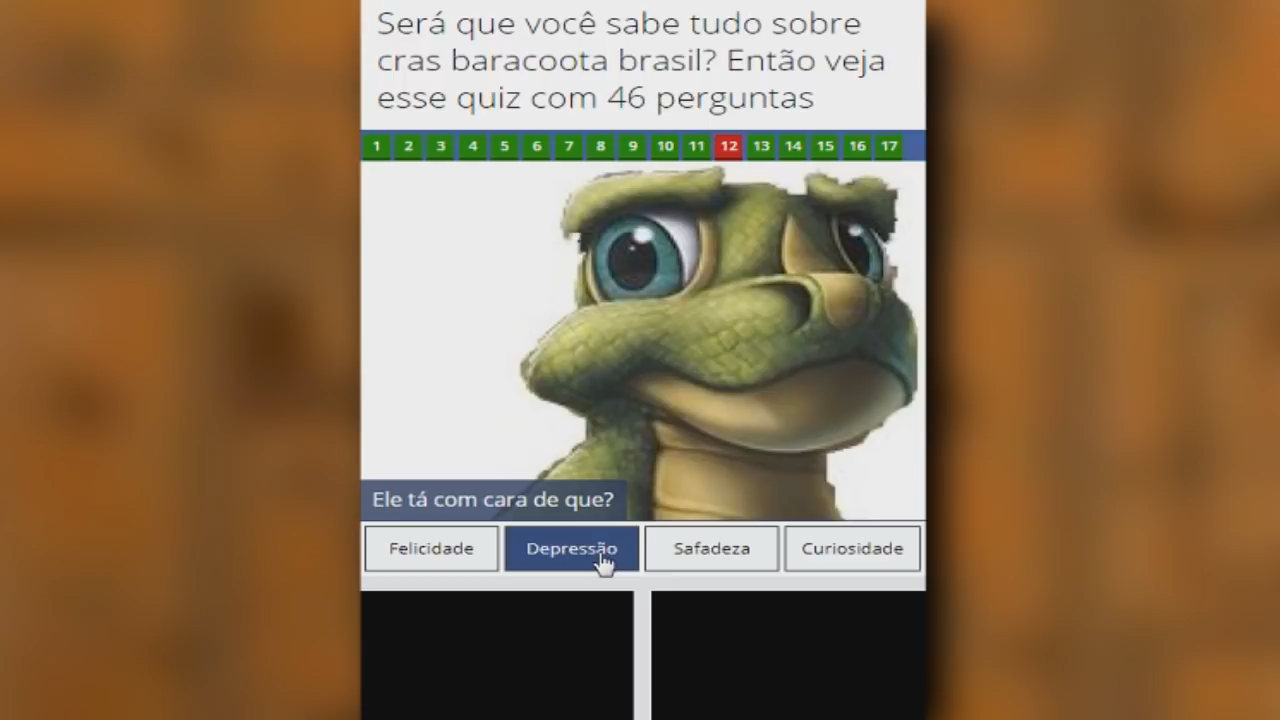 Será que você sabe tudo sobre
cras baracoota brasil? Então veja
esse quiz com 46 perguntas
1 2 3 4 5 6 7 8 9 10 11 12 13 14 15 16 17
Ele tá com cara de que?
Felicidade Depressão Safadeza Curiosidade